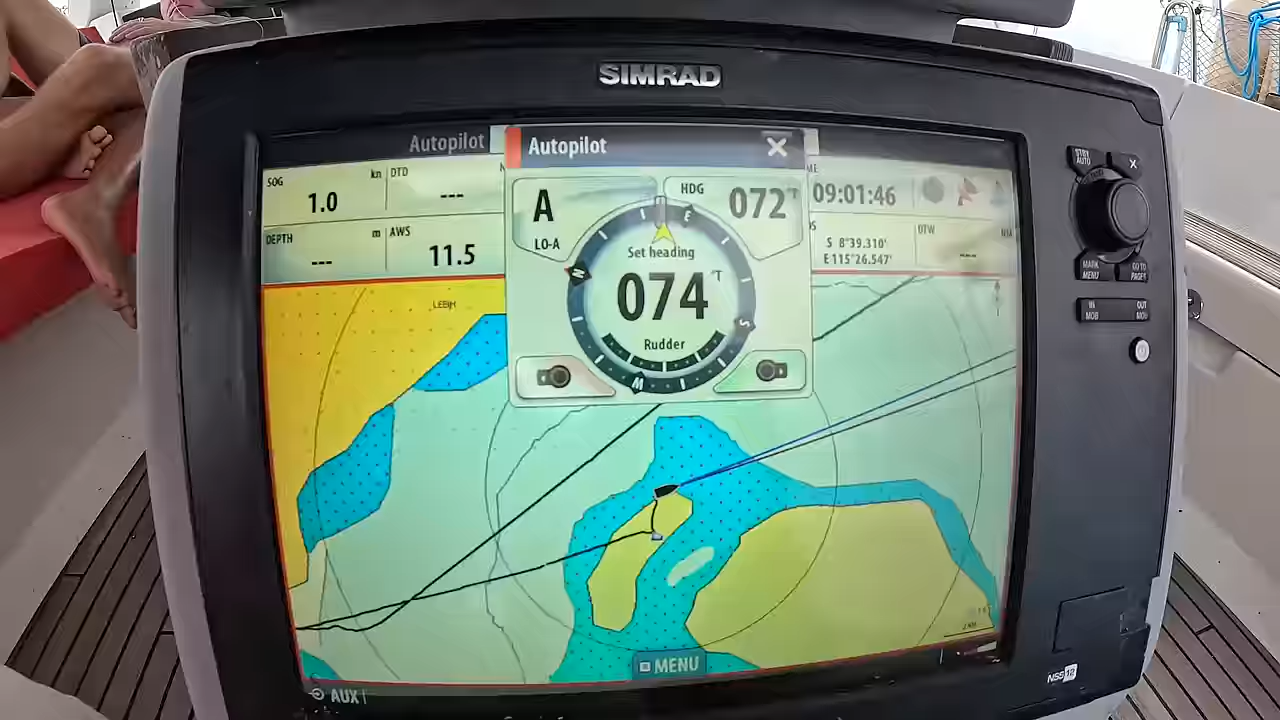 SIMRAD
Autopilot
Autopilot
SOG
kn
1.0
DTD
---
A
LO-A
HDG
072°T
09:01:46
DEPTH
m
---
AWS
11.5
S 8°39.310'
E 115°26.547'
DTW
---
Set heading
074°T
Rudder
N
E
S
W
MENU
AUX
STBY
AUTO
X
MARK
MENU
GO TO
PAGES
IN
MOB
OUT
MOB
NSS12